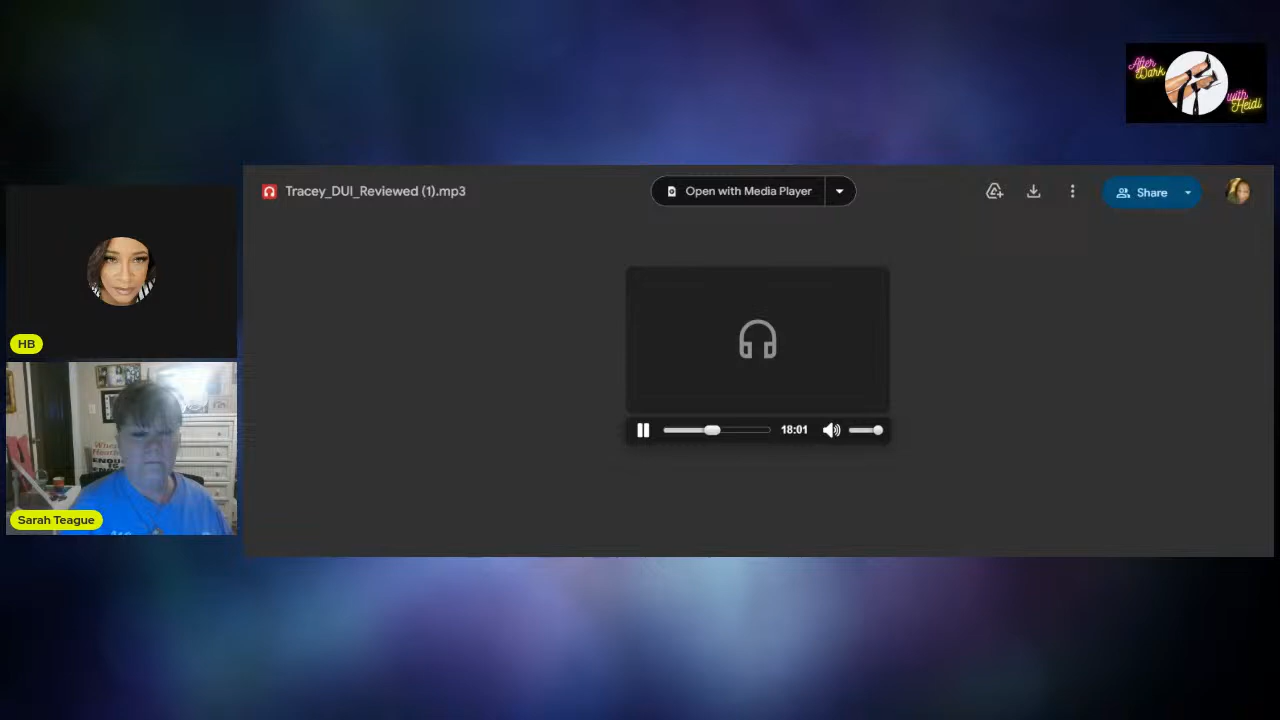 After
Dark
with
Heidi
Tracey_DUI_Reviewed (1).mp3
Open with Media Player
Share
HB
18:01
Sarah Teague